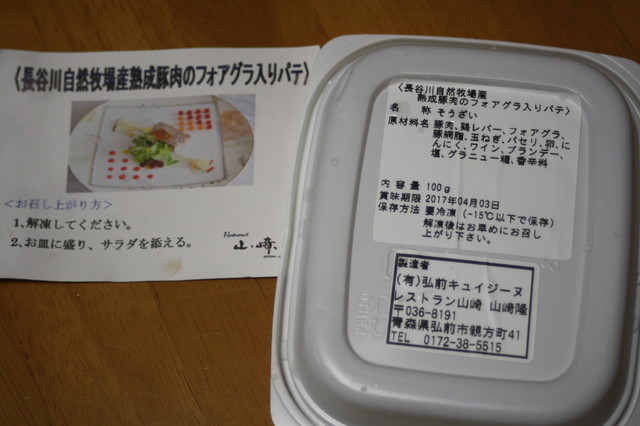 〈長谷川自然牧場産熟成豚肉のフォアグラ入りパテ〉
<お召し上がり方>
1、解凍してください。
2、お皿に盛り、サラダを添える。
Restaurant
山﨑
〈長谷川自然牧場産
熟成豚肉のフォアグラ入りパテ〉
名 称 そうざい
原材料名 豚肉、鶏レバー、フォアグラ、
豚網脂、玉ねぎ、パセリ、卵、に
んにく、ワイン、ブランデー、
塩、グラニュー糖、香辛料
内 容 量 100g
賞味期限 2017年04月03日
保存方法 要冷凍(-15℃以下で保存)
解凍後はお早めにお召し
上がり下さい。
製造者
(有)弘前キュイジーヌ
レストラン山崎 山﨑隆
〒036-8191
青森県弘前市親方町41
TEL 0172-38-5515